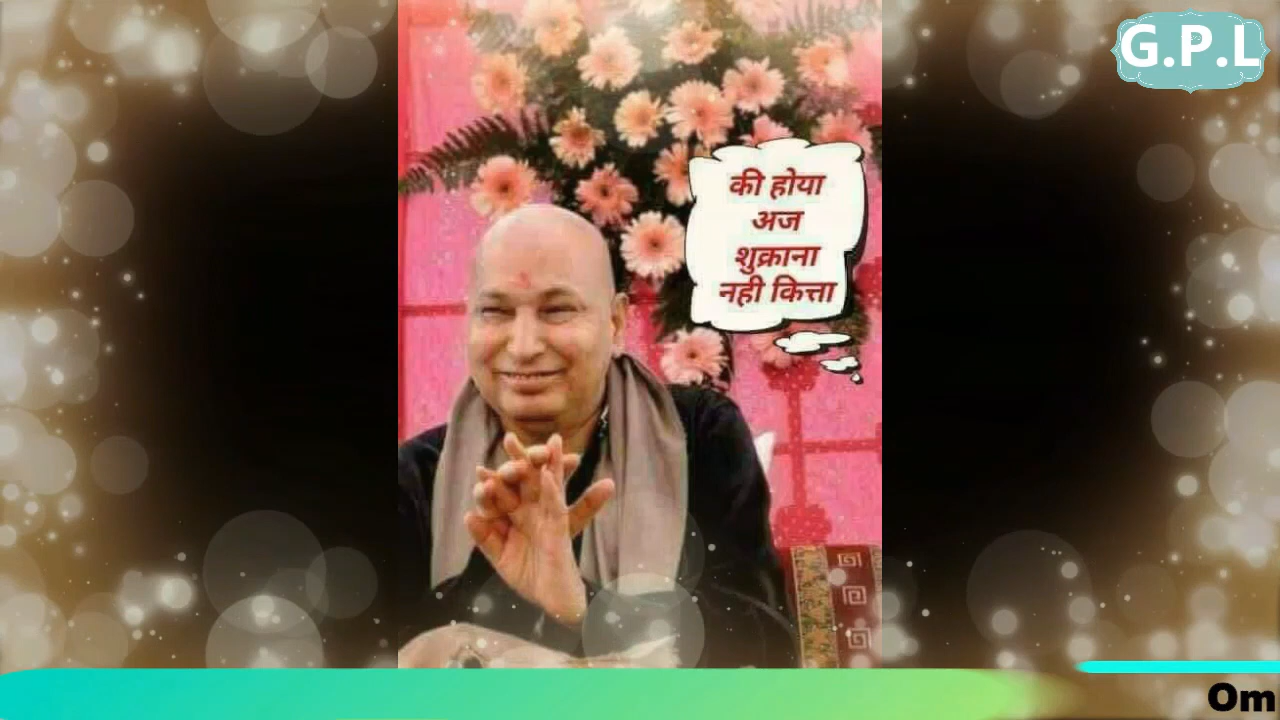 G.P.L
की होया
अज
शुक्राना
नही कित्ता
Om